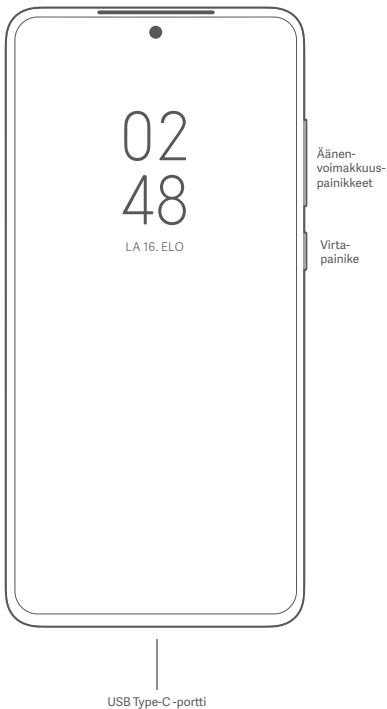 02
48
LA 16. ELO
Äänen-
voimakkuus-
painikkeet
Virta-
painike
USB Type-C -portti